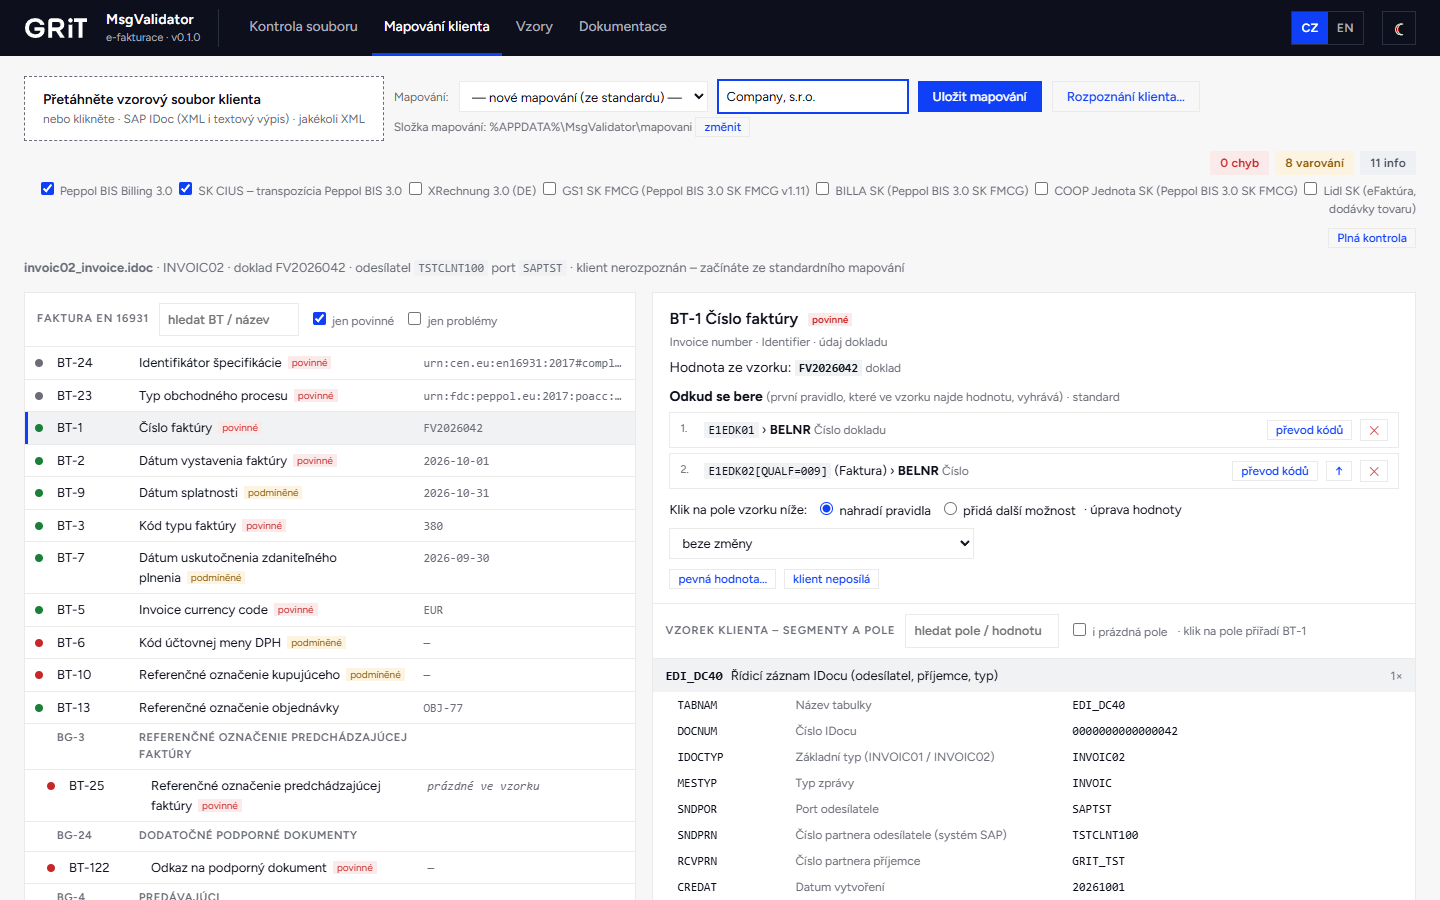 GRiT MsgValidator e-fakturace · v0.1.0 Kontrola souboru Mapování klienta Vzory Dokumentace CZ EN
Přetáhněte vzorový soubor klienta
nebo klikněte · SAP IDoc (XML i textový výpis) · jakékoli XML
Mapování: — nové mapování (ze standardu) — Company, s.r.o. Uložit mapování Rozpoznání klienta…
Složka mapování: %APPDATA%\MsgValidator\mapovani změnit
0 chyb 8 varování 11 info
Peppol BIS Billing 3.0 SK CIUS – transpozícia Peppol BIS 3.0 XRechnung 3.0 (DE) GS1 SK FMCG (Peppol BIS 3.0 SK FMCG v1.11) BILLA SK (Peppol BIS 3.0 SK FMCG) COOP Jednota SK (Peppol BIS 3.0 SK FMCG) Lidl SK (eFaktúra,
dodávky tovaru)
Plná kontrola
invoic02_invoice.idoc · INVOIC02 · doklad FV2026042 · odesílatel TSTCLNT100 port SAPTST · klient nerozpoznán – začínáte ze standardního mapování
FAKTURA EN 16931 hledat BT / název jen povinné jen problémy
BT-24 Identifikátor špecifikácie povinné urn:cen.eu:en16931:2017#compl…
BT-23 Typ obchodného procesu povinné urn:fdc:peppol.eu:2017:poacc:…
BT-1 Číslo faktúry povinné FV2026042
BT-2 Dátum vystavenia faktúry povinné 2026-10-01
BT-9 Dátum splatnosti podmíněné 2026-10-31
BT-3 Kód typu faktúry povinné 380
BT-7 Dátum uskutočnenia zdaniteľného
plnenia podmíněné 2026-09-30
BT-5 Invoice currency code povinné EUR
BT-6 Kód účtovnej meny DPH podmíněné –
BT-10 Referenčné označenie kupujúceho podmíněné –
BT-13 Referenčné označenie objednávky OBJ-77
BG-3 REFERENČNÉ OZNAČENIE PREDCHÁDZAJÚCEJ
FAKTÚRY
BT-25 Referenčné označenie predchádzajúcej
faktúry povinné prázdné ve vzorku
BG-24 DODATOČNÉ PODPORNÉ DOKUMENTY
BT-122 Odkaz na podporný dokument povinné –
BG-4 PREDÁVAJÚCI
BT-1 Číslo faktúry povinné
Invoice number · Identifier · údaj dokladu
Hodnota ze vzorku: FV2026042 doklad
Odkud se bere (první pravidlo, které ve vzorku najde hodnotu, vyhrává) · standard
1. E1EDK01 › BELNR Číslo dokladu převod kódů ×
2. E1EDK02[QUALF=009] (Faktura) › BELNR Číslo převod kódů ↑ ×
Klik na pole vzorku níže: nahradí pravidla přidá další možnost · úprava hodnoty
beze změny
pevná hodnota… klient neposílá
VZOREK KLIENTA – SEGMENTY A POLE hledat pole / hodnotu i prázdná pole · klik na pole přiřadí BT-1
EDI_DC40 Řídicí záznam IDocu (odesílatel, příjemce, typ) 1×
TABNAM Název tabulky EDI_DC40
DOCNUM Číslo IDocu 0000000000000042
IDOCTYP Základní typ (INVOIC01 / INVOIC02) INVOIC02
MESTYP Typ zprávy INVOIC
SNDPOR Port odesílatele SAPTST
SNDPRN Číslo partnera odesílatele (systém SAP) TSTCLNT100
RCVPRN Číslo partnera příjemce GRIT_TST
CREDAT Datum vytvoření 20261001